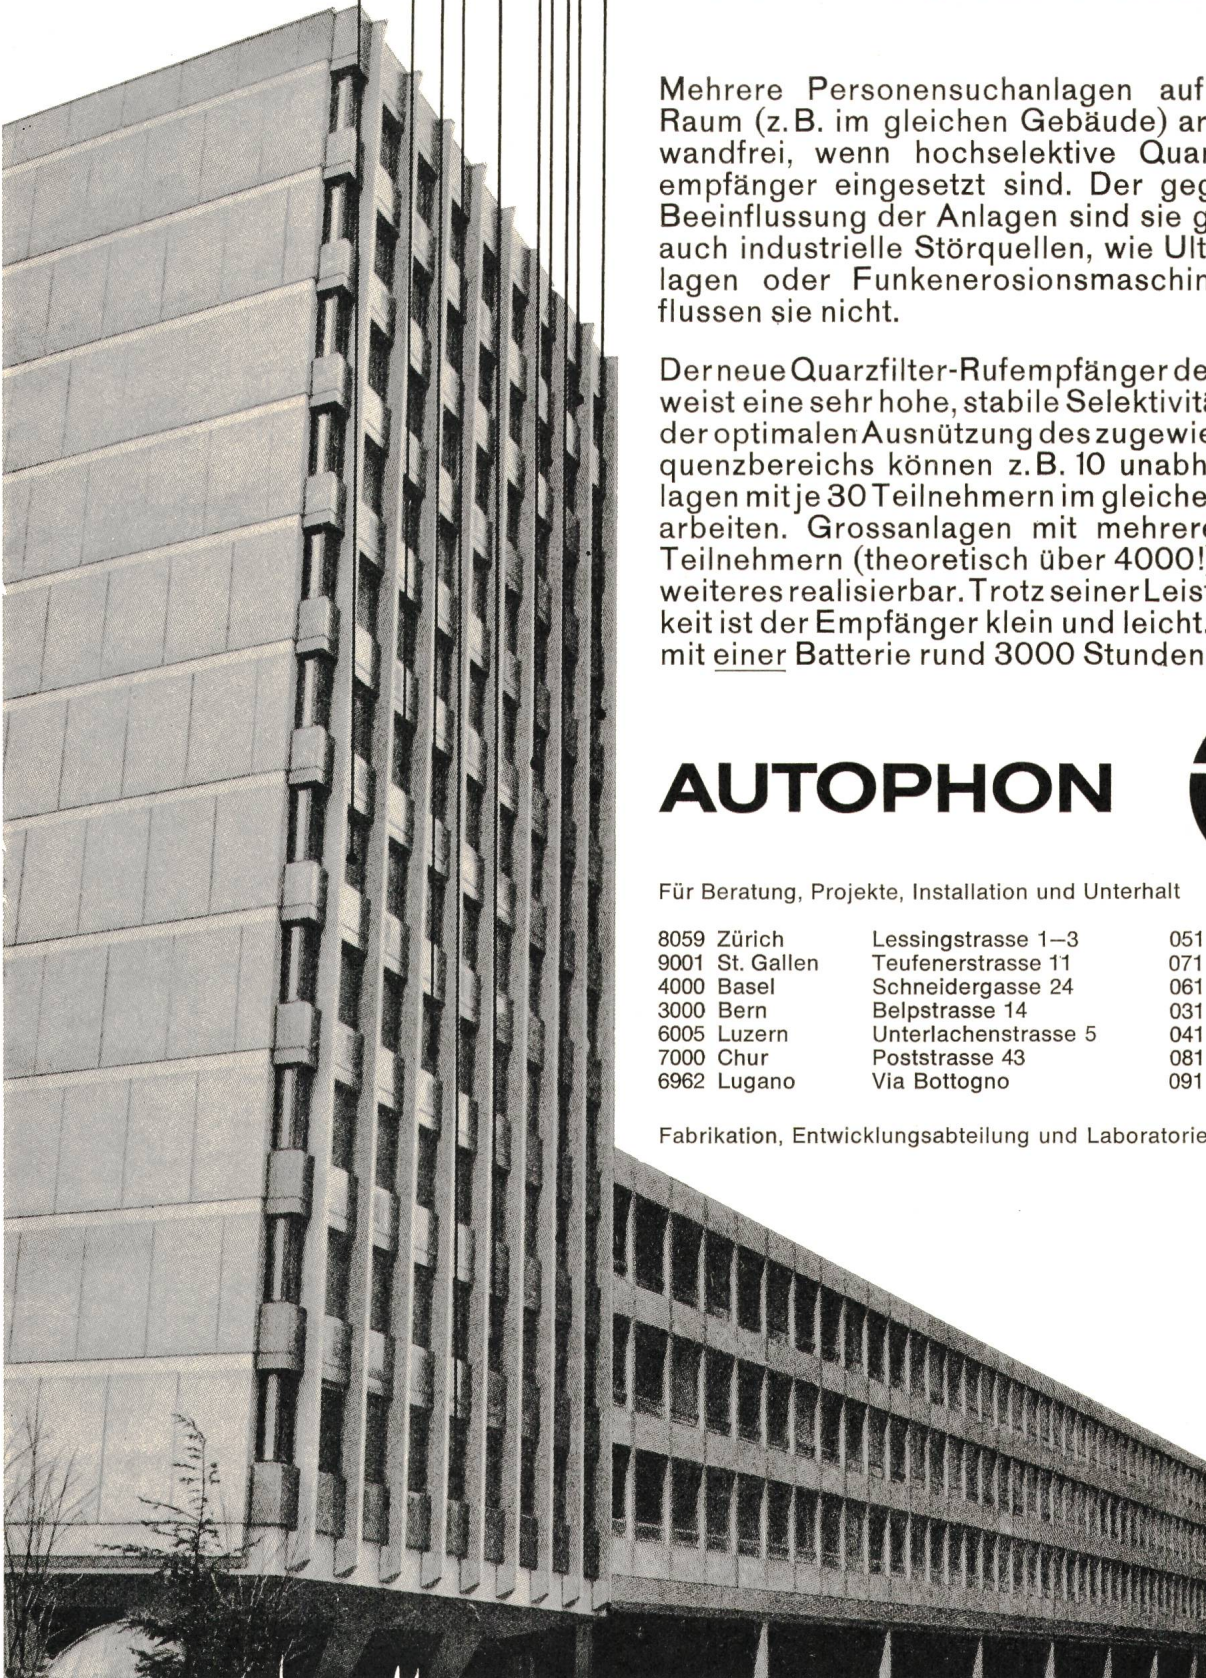 Mehrere Personensuchanlagen auf
Raum (z. B. im gleichen Gebäude) ar
wandfrei, wenn hochselektive Quar
empfänger eingesetzt sind. Der geg
Beeinflussung der Anlagen sind sie g
auch industrielle Störquellen, wie Ult
lagen oder Funkenerosionsmaschin
flussen sie nicht.
Der neue Quarzfilter-Rufempfänger de
weist eine sehr hohe, stabile Selektivitä
der optimalen Ausnützung des zugewie
quenzbereichs können z. B. 10 unabh
lagen mit je 30 Teilnehmern im gleiche
arbeiten. Grossanlagen mit mehrere
Teilnehmern (theoretisch über 4000!
weiteres realisierbar. Trotz seiner Leist
keit ist der Empfänger klein und leicht.
mit einer Batterie rund 3000 Stunden
AUTOPHON
Für Beratung, Projekte, Installation und Unterhalt
8059 Zürich Lessingstrasse 1–3 051
9001 St. Gallen Teufenerstrasse 11 071
4000 Basel Schneidergasse 24 061
3000 Bern Belpstrasse 14 031
6005 Luzern Unterlachenstrasse 5 041
7000 Chur Poststrasse 43 081
6962 Lugano Via Bottogno 091
Fabrikation, Entwicklungsabteilung und Laboratorie